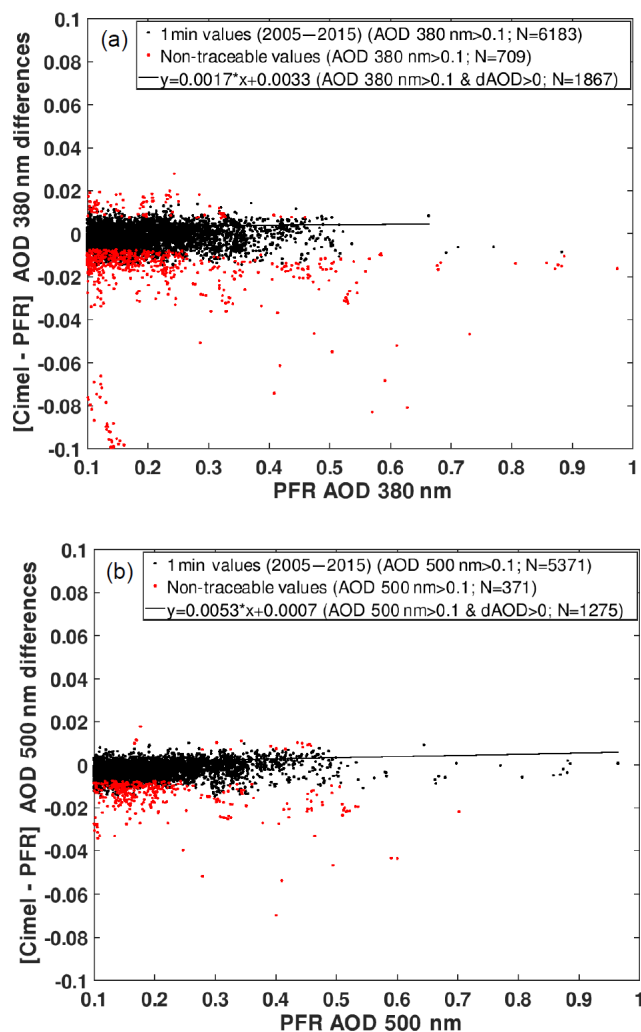 (a)
1min values (2005−2015) (AOD 380 nm>0.1; N=6183)
Non-traceable values (AOD 380 nm>0.1; N=709)
y=0.0017*x+0.0033 (AOD 380 nm>0.1 & dAOD>0; N=1867)
0.1
0.08
0.06
0.04
0.02
0
-0.02
-0.04
-0.06
-0.08
-0.1
[Cimel - PFR] AOD 380 nm differences
0.1 0.2 0.3 0.4 0.5 0.6 0.7 0.8 0.9 1
PFR AOD 380 nm
(b)
1min values (2005−2015) (AOD 500 nm>0.1; N=5371)
Non-traceable values (AOD 500 nm>0.1; N=371)
y=0.0053*x+0.0007 (AOD 500 nm>0.1 & dAOD>0; N=1275)
0.1
0.08
0.06
0.04
0.02
0
-0.02
-0.04
-0.06
-0.08
-0.1
[Cimel - PFR] AOD 500 nm differences
0.1 0.2 0.3 0.4 0.5 0.6 0.7 0.8 0.9 1
PFR AOD 500 nm